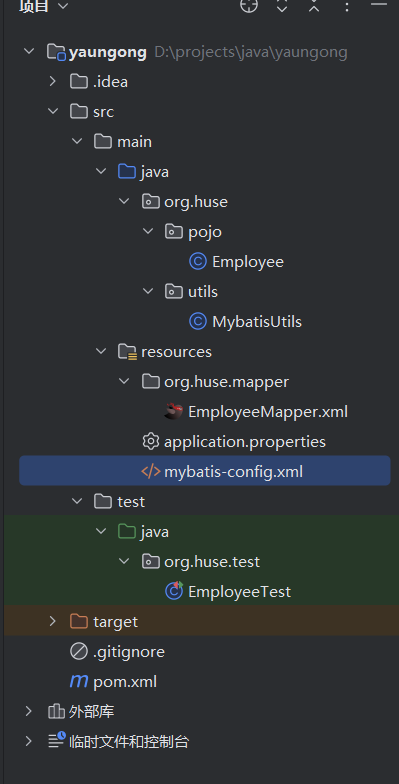 项目
yaungong D:\projects\java\yaungong
.idea
src
main
java
org.huse
pojo
Employee
utils
MybatisUtils
resources
org.huse.mapper
EmployeeMapper.xml
application.properties
mybatis-config.xml
test
java
org.huse.test
EmployeeTest
target
.gitignore
pom.xml
外部库
临时文件和控制台